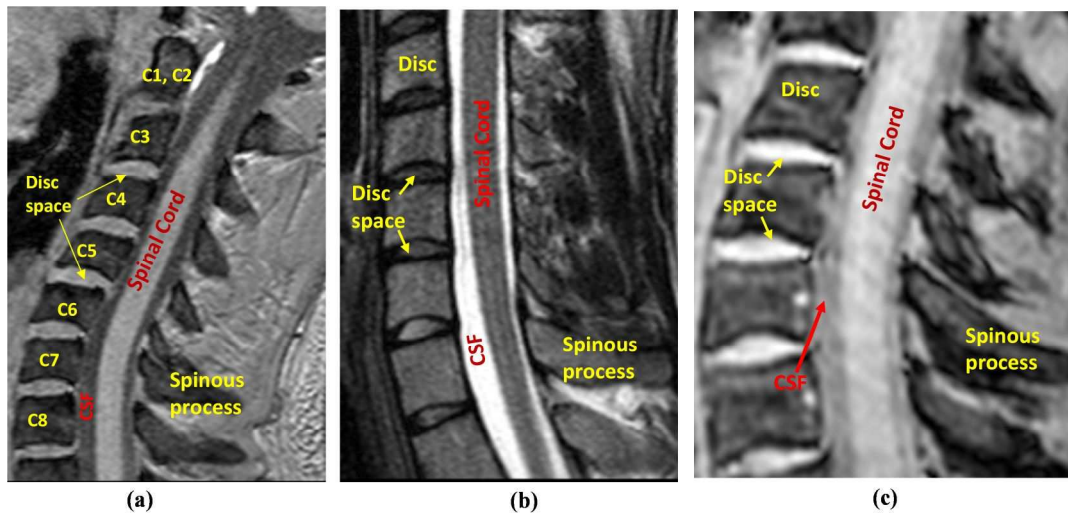 C1, C2
C3
Disc
space
C4
C5
Spinal Cord
C6
C7
Spinous
process
C8
CSF
(a)
Disc
Spinal Cord
Disc
space
CSF
Spinous
process
(b)
Disc
Spinal Cord
Disc
space
CSF
Spinous
process
(c)